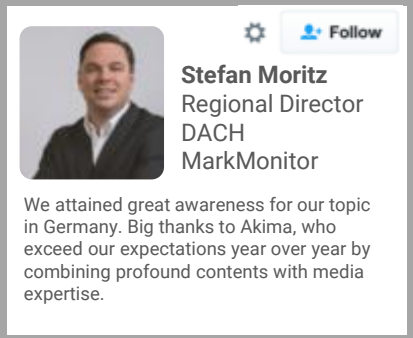 Follow
Stefan Moritz
Regional Director
DACH
MarkMonitor
We attained great awareness for our topic
in Germany. Big thanks to Akima, who
exceed our expectations year over year by
combining profound contents with media
expertise.